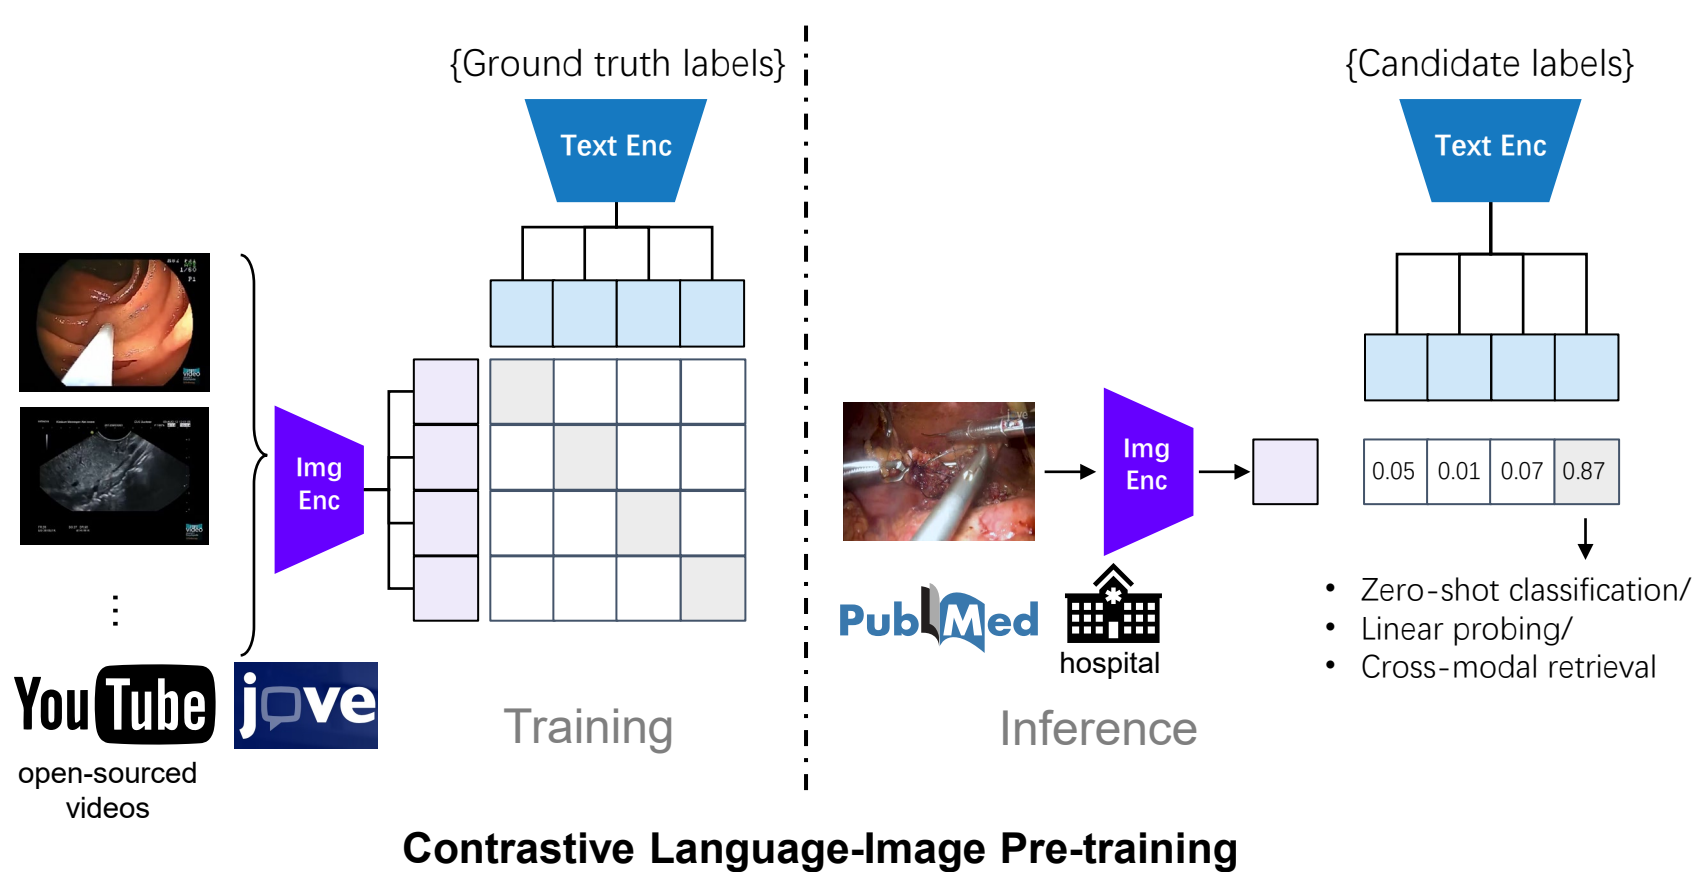 {Ground truth labels}
Text Enc
Img
Enc
YouTube
jove
open-sourced
videos
Training
{Candidate labels}
Text Enc
Img
Enc
0.05 0.01 0.07 0.87
PubMed
hospital
• Zero-shot classification/
• Linear probing/
• Cross-modal retrieval
Inference
Contrastive Language-Image Pre-training